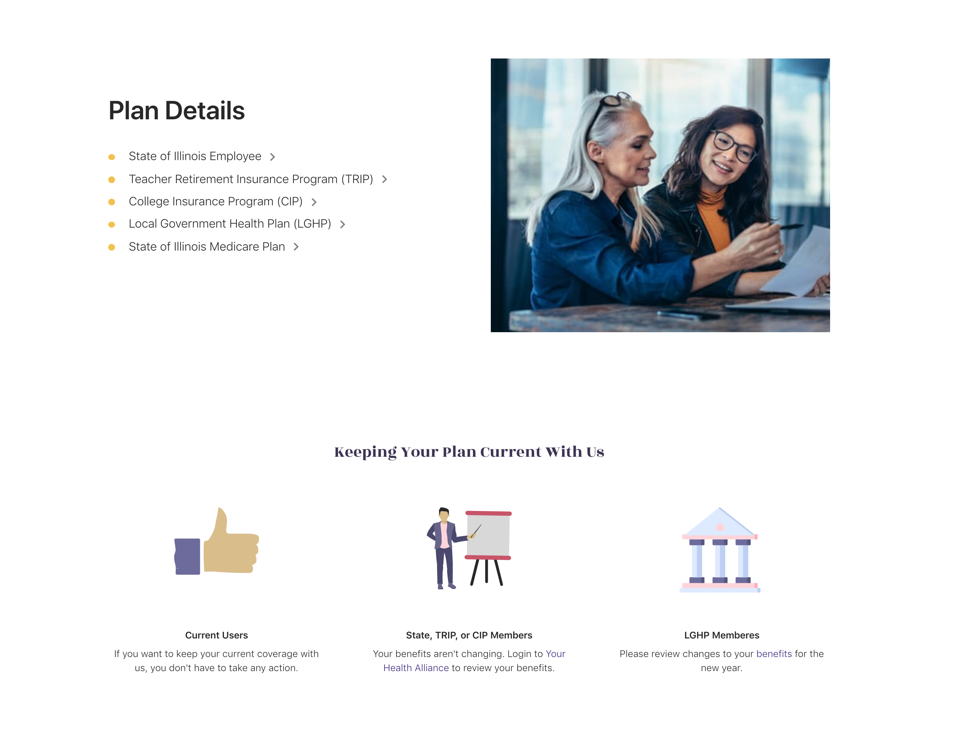 Plan Details
State of Illinois Employee
Teacher Retirement Insurance Program (TRIP)
College Insurance Program (CIP)
Local Government Health Plan (LGHP)
State of Illinois Medicare Plan
Keeping Your Plan Current With Us
Current Users
If you want to keep your current coverage with
us, you don't have to take any action.
State, TRIP, or CIP Members
Your benefits aren't changing. Login to Your
Health Alliance to review your benefits.
LGHP Memberes
Please review changes to your benefits for the
new year.